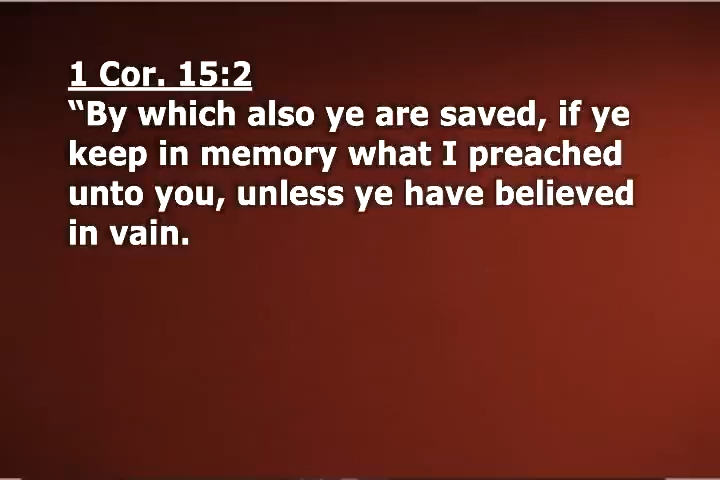 1 Cor. 15:2
“By which also ye are saved, if ye
keep in memory what I preached
unto you, unless ye have believed
in vain.